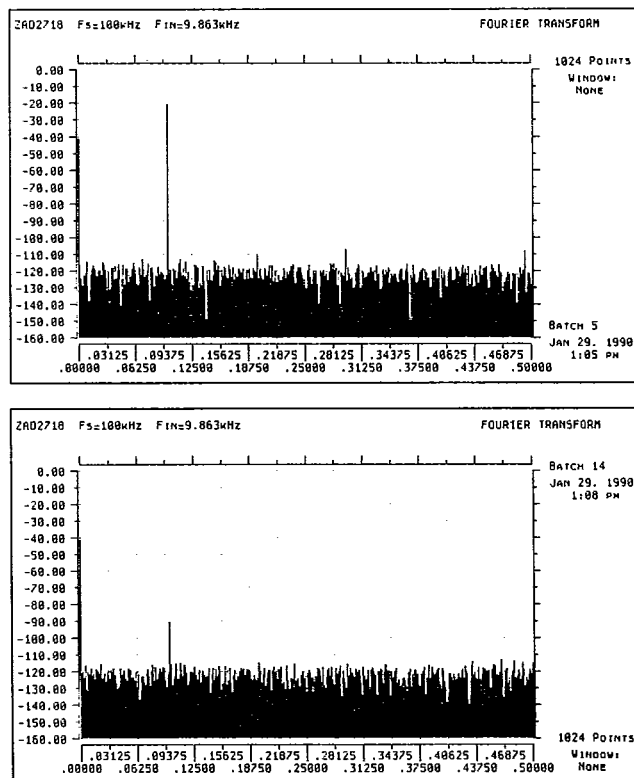 ZAD2718 Fs=100kHz FIN=9.863kHz FOURIER TRANSFORM
1024 POINTS
WINDOW:
NONE
0.00
-10.00
-20.00
-30.00
-40.00
-50.00
-60.00
-70.00
-80.00
-90.00
-100.00
-110.00
-120.00
-130.00
-140.00
-150.00
-160.00
BATCH 5
JAN 29. 1990
1:05 PM
.03125 .09375 .15625 .21875 .28125 .34375 .40625 .46875
.00000 .06250 .12500 .18750 .25000 .31250 .37500 .43750 .50000
ZAD2718 Fs=100kHz FIN=9.863kHz FOURIER TRANSFORM
BATCH 14
JAN 29. 1990
1:08 PM
0.00
-10.00
-20.00
-30.00
-40.00
-50.00
-60.00
-70.00
-80.00
-90.00
-100.00
-110.00
-120.00
-130.00
-140.00
-150.00
-160.00
1024 POINTS
WINDOW:
NONE
.03125 .09375 .15625 .21875 .28125 .34375 .40625 .46875
.00000 .06250 .12500 .18750 .25000 .31250 .37500 .43750 .50000